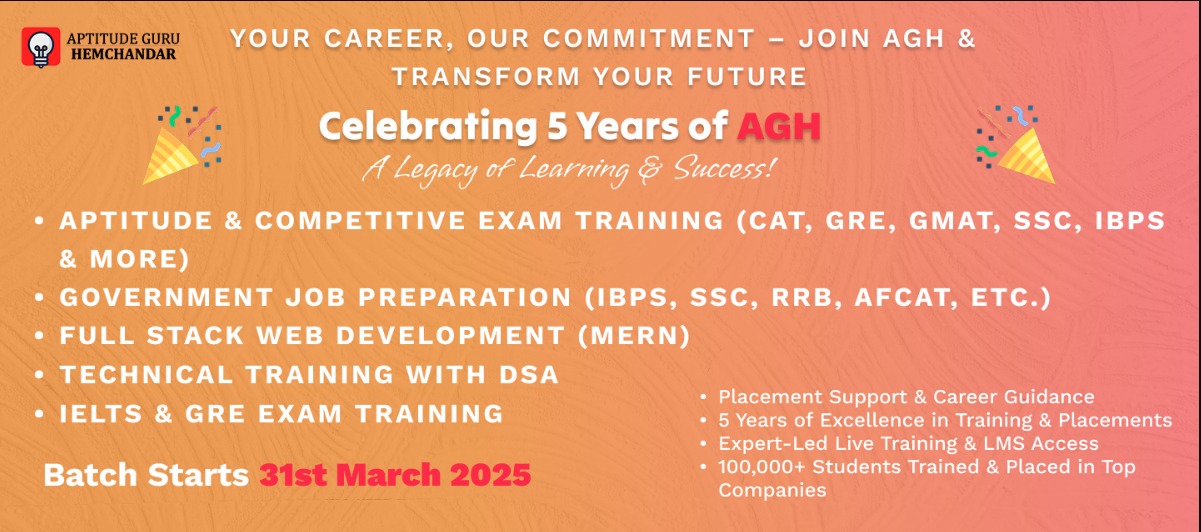 APTITUDE GURU
HEMCHANDAR
YOUR CAREER, OUR COMMITMENT – JOIN AGH &
TRANSFORM YOUR FUTURE
Celebrating 5 Years of AGH
A Legacy of Learning & Success!
• APTITUDE & COMPETITIVE EXAM TRAINING (CAT, GRE, GMAT, SSC, IBPS
& MORE)
• GOVERNMENT JOB PREPARATION (IBPS, SSC, RRB, AFCAT, ETC.)
• FULL STACK WEB DEVELOPMENT (MERN)
• TECHNICAL TRAINING WITH DSA
• IELTS & GRE EXAM TRAINING
Batch Starts 31st March 2025
• Placement Support & Career Guidance
• 5 Years of Excellence in Training & Placements
• Expert-Led Live Training & LMS Access
• 100,000+ Students Trained & Placed in Top
Companies